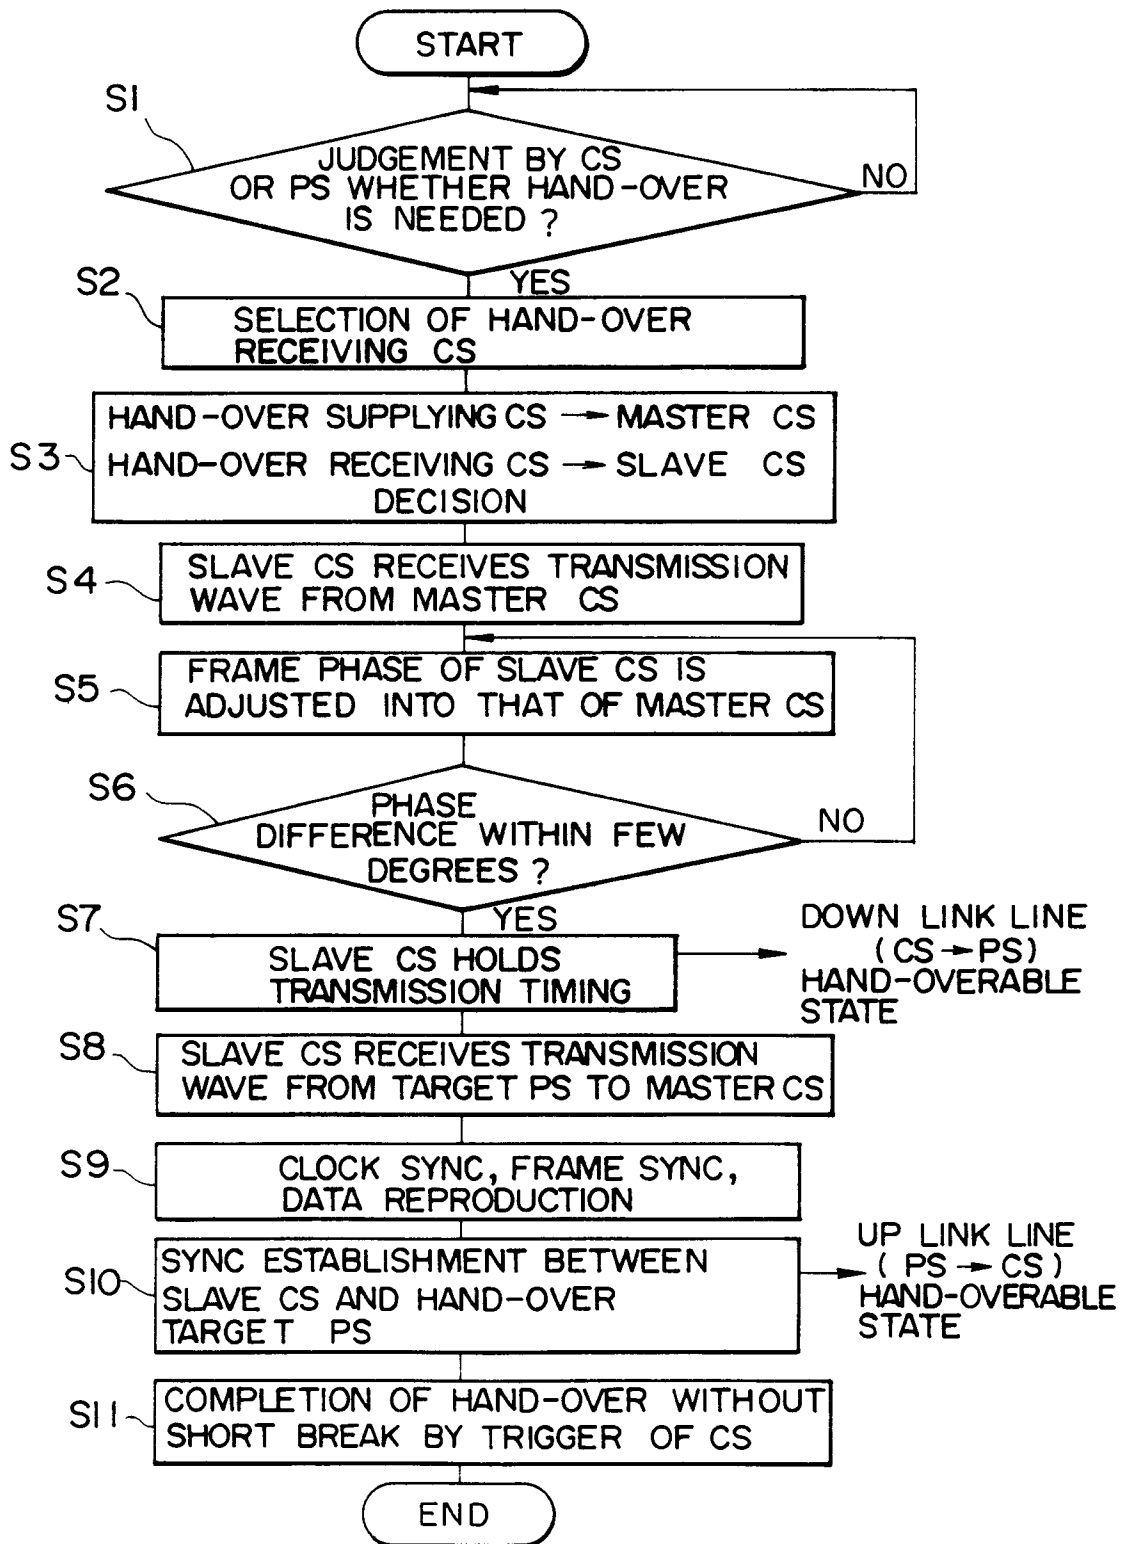 START
S1
JUDGEMENT BY CS
OR PS WHETHER HAND-OVER
IS NEEDED ?
NO
YES
S2
SELECTION OF HAND-OVER
RECEIVING CS
S3
HAND-OVER SUPPLYING CS → MASTER CS
HAND-OVER RECEIVING CS → SLAVE CS
DECISION
S4
SLAVE CS RECEIVES TRANSMISSION
WAVE FROM MASTER CS
S5
FRAME PHASE OF SLAVE CS IS
ADJUSTED INTO THAT OF MASTER CS
S6
PHASE
DIFFERENCE WITHIN FEW
DEGREES ?
NO
YES
S7
SLAVE CS HOLDS
TRANSMISSION TIMING
DOWN LINK LINE
( CS → PS )
HAND-OVERABLE
STATE
S8
SLAVE CS RECEIVES TRANSMISSION
WAVE FROM TARGET PS TO MASTER CS
S9
CLOCK SYNC, FRAME SYNC,
DATA REPRODUCTION
S10
SYNC ESTABLISHMENT BETWEEN
SLAVE CS AND HAND-OVER
TARGET PS
UP LINK LINE
( PS → CS )
HAND-OVERABLE
STATE
S11
COMPLETION OF HAND-OVER WITHOUT
SHORT BREAK BY TRIGGER OF CS
END